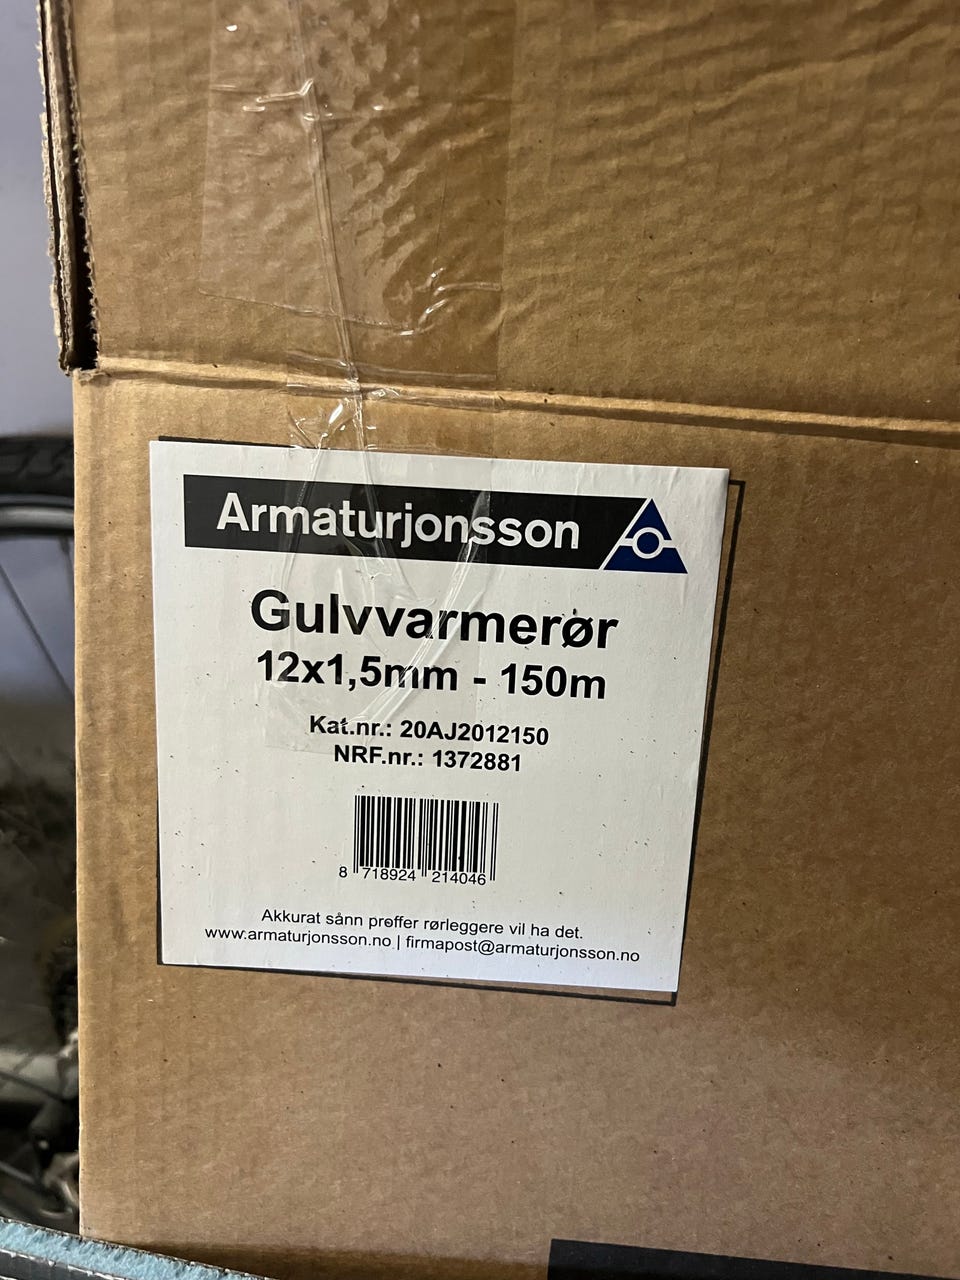 Armaturjonsson
Gulvvarmerør
12x1,5mm - 150m
Kat.nr.: 20AJ2012150
NRF.nr.: 1372881
8 718924 214046
Akkurat sånn proffer rørleggere vil ha det.
www.armaturjonsson.no | firmapost@armaturjonsson.no